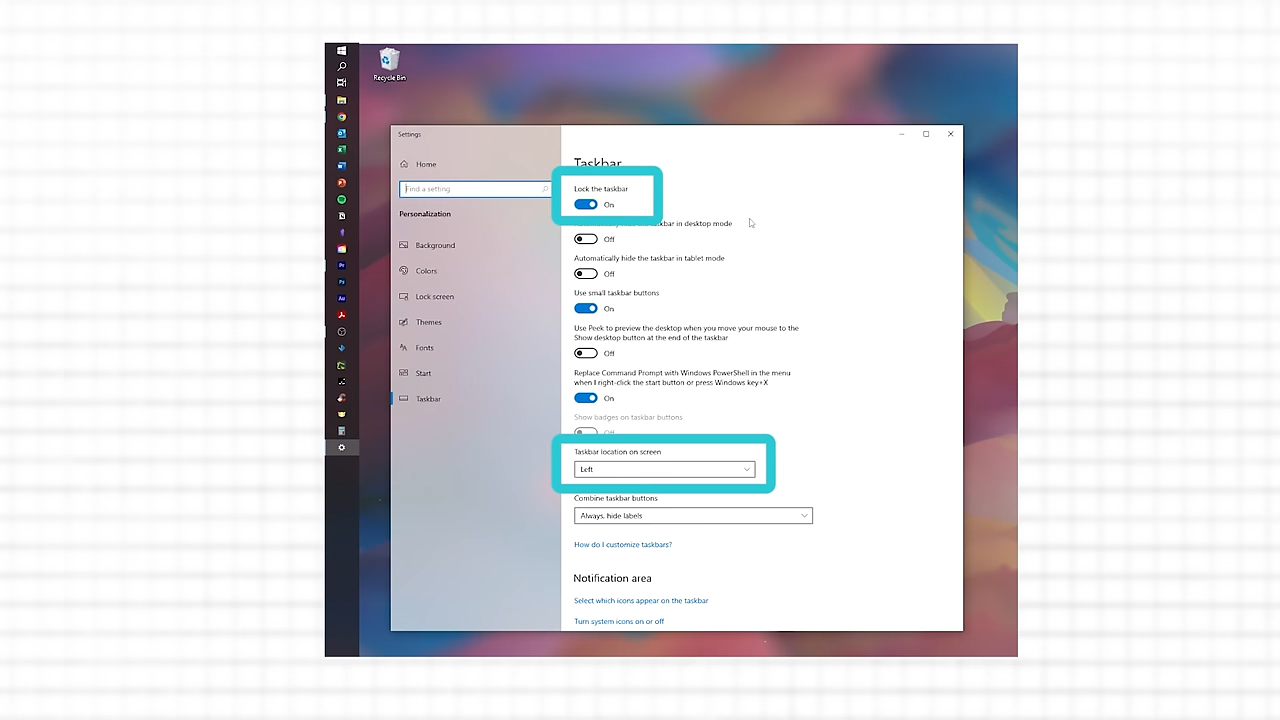 Recycle Bin
Settings
Home
Find a setting
Personalization
Background
Colors
Lock screen
Themes
Fonts
Start
Taskbar
Taskbar
Lock the taskbar
On
taskbar in desktop mode
Off
Automatically hide the taskbar in tablet mode
Off
Use small taskbar buttons
On
Use Peek to preview the desktop when you move your mouse to the
Show desktop button at the end of the taskbar
Off
Replace Command Prompt with Windows PowerShell in the menu
when I right-click the start button or press Windows key+X
On
Show badges on taskbar buttons
Off
Taskbar location on screen
Left
Combine taskbar buttons
Always, hide labels
How do I customize taskbars?
Notification area
Select which icons appear on the taskbar
Turn system icons on or off